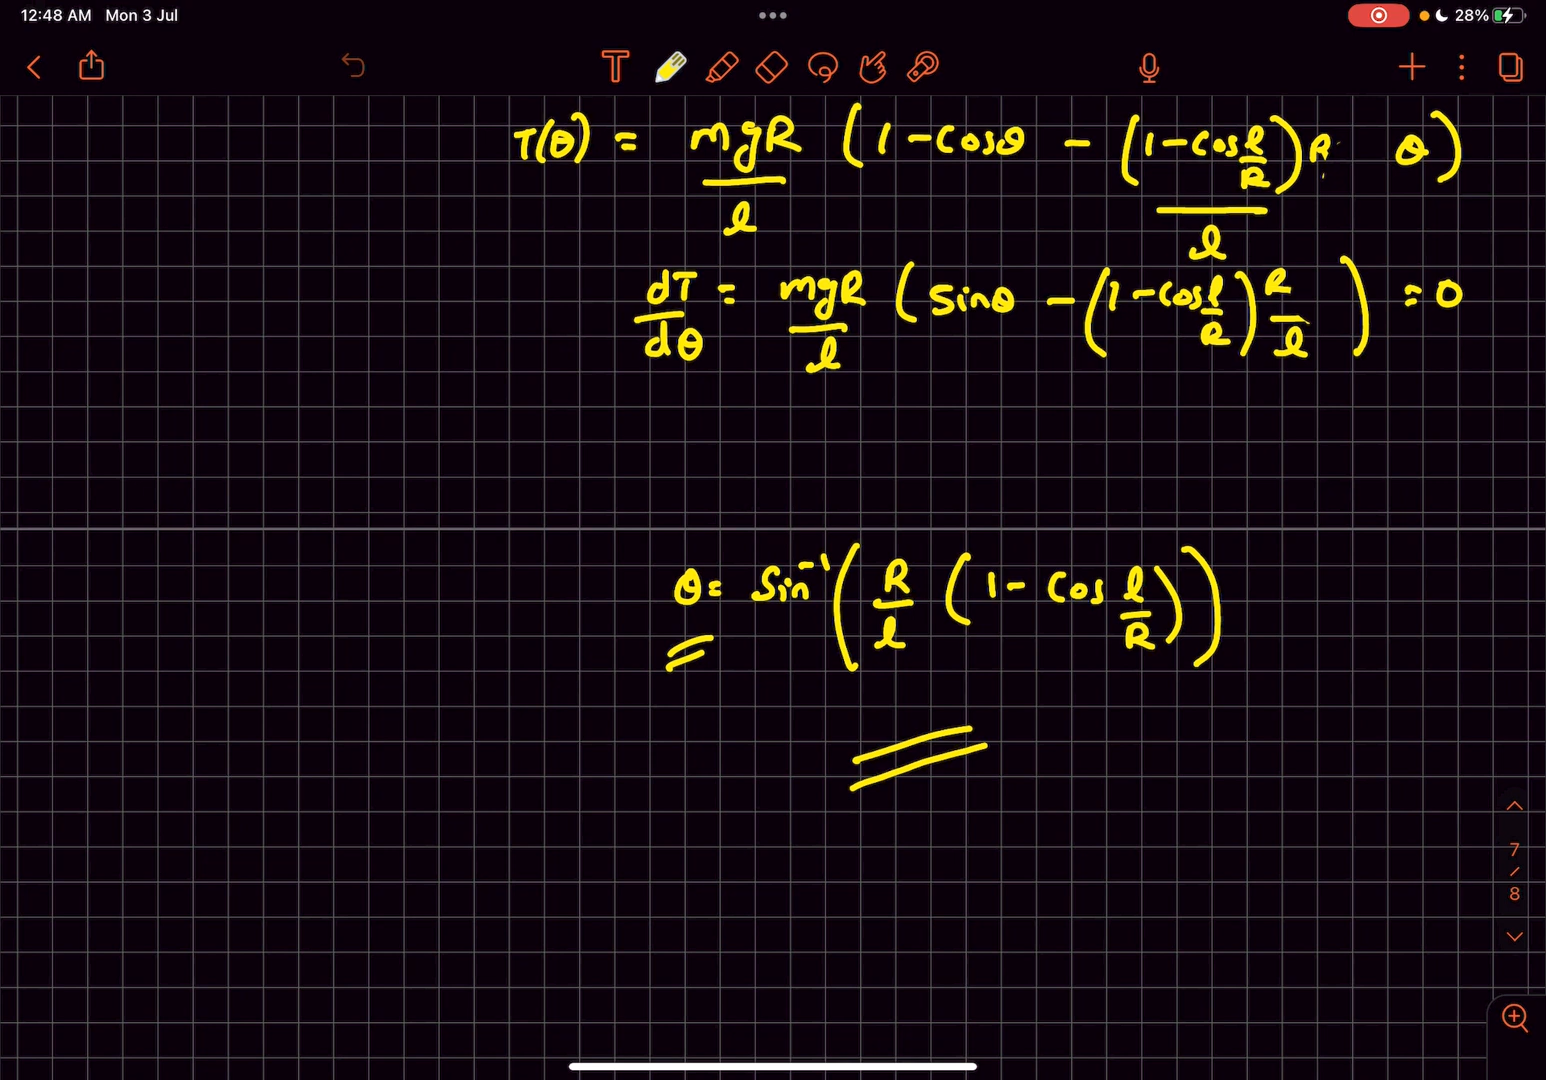 12:48 AM Mon 3 Jul
28%
T
T(θ) = mgR/l (1 - cosθ - (1 - cos l/R)R/l θ)
dT/dθ = mgR/l (sinθ - (1 - cos l/R) R/l) = 0
θ = Sin⁻¹(R/l (1 - Cos l/R))
7
/
8